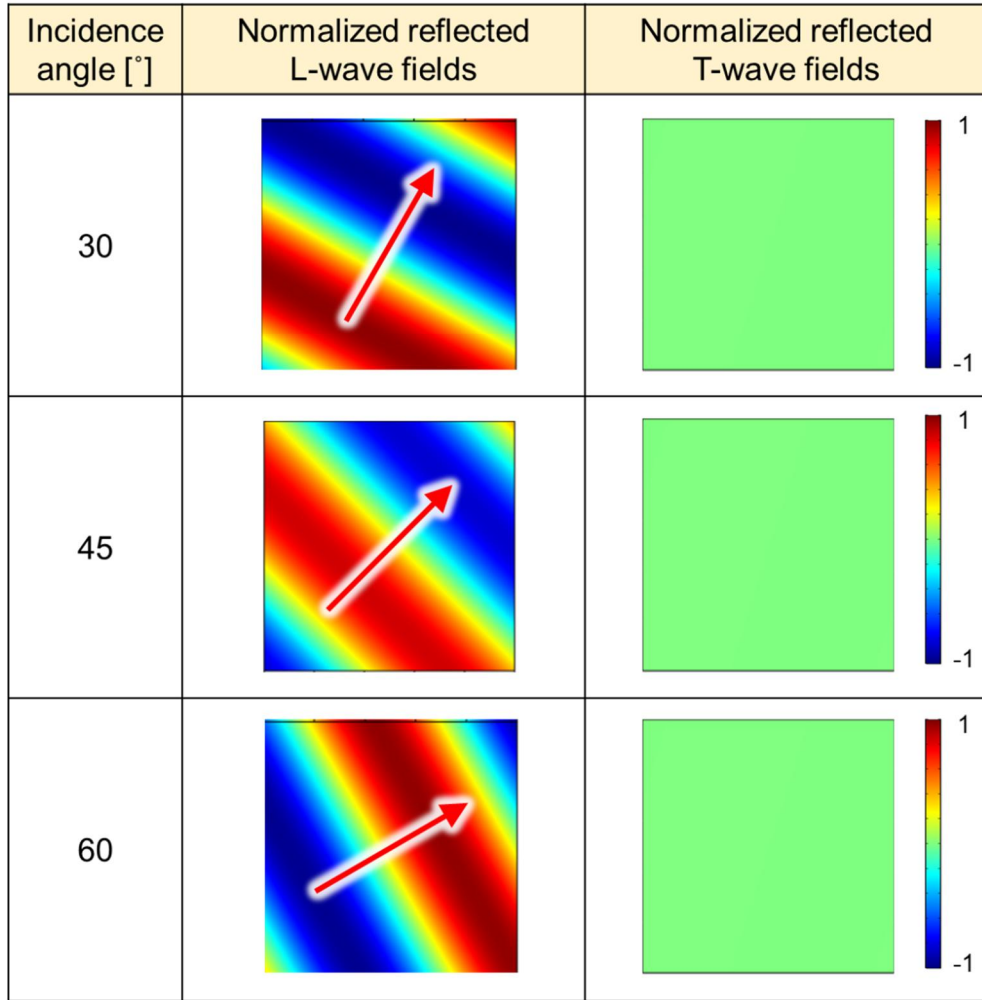 Incidence
angle [°]
Normalized reflected
L-wave fields
Normalized reflected
T-wave fields
30
1
-1
45
1
-1
60
1
-1